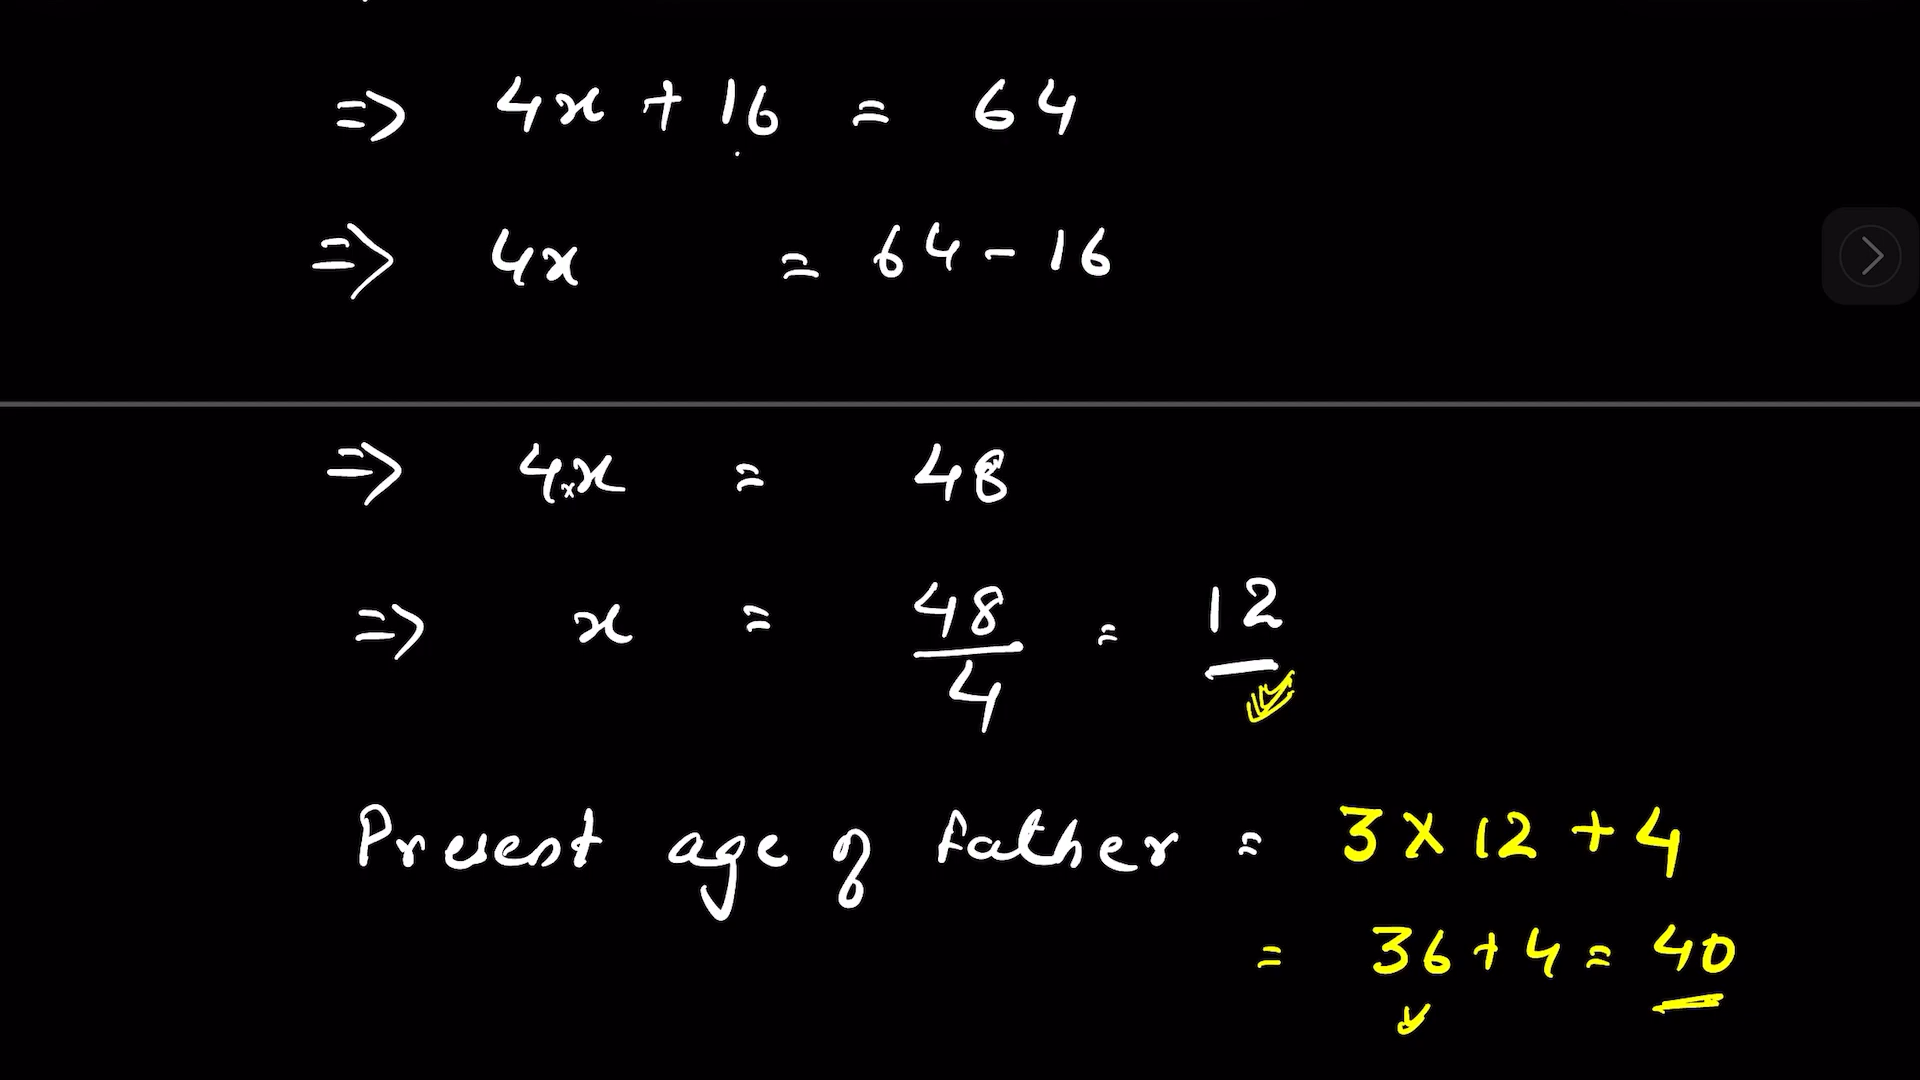 => 4x + 16 = 64
=> 4x = 64 - 16
=> 4x = 48
=> x = 48/4 = 12
Present age of father = 3 x 12 + 4
= 36 + 4 = 40